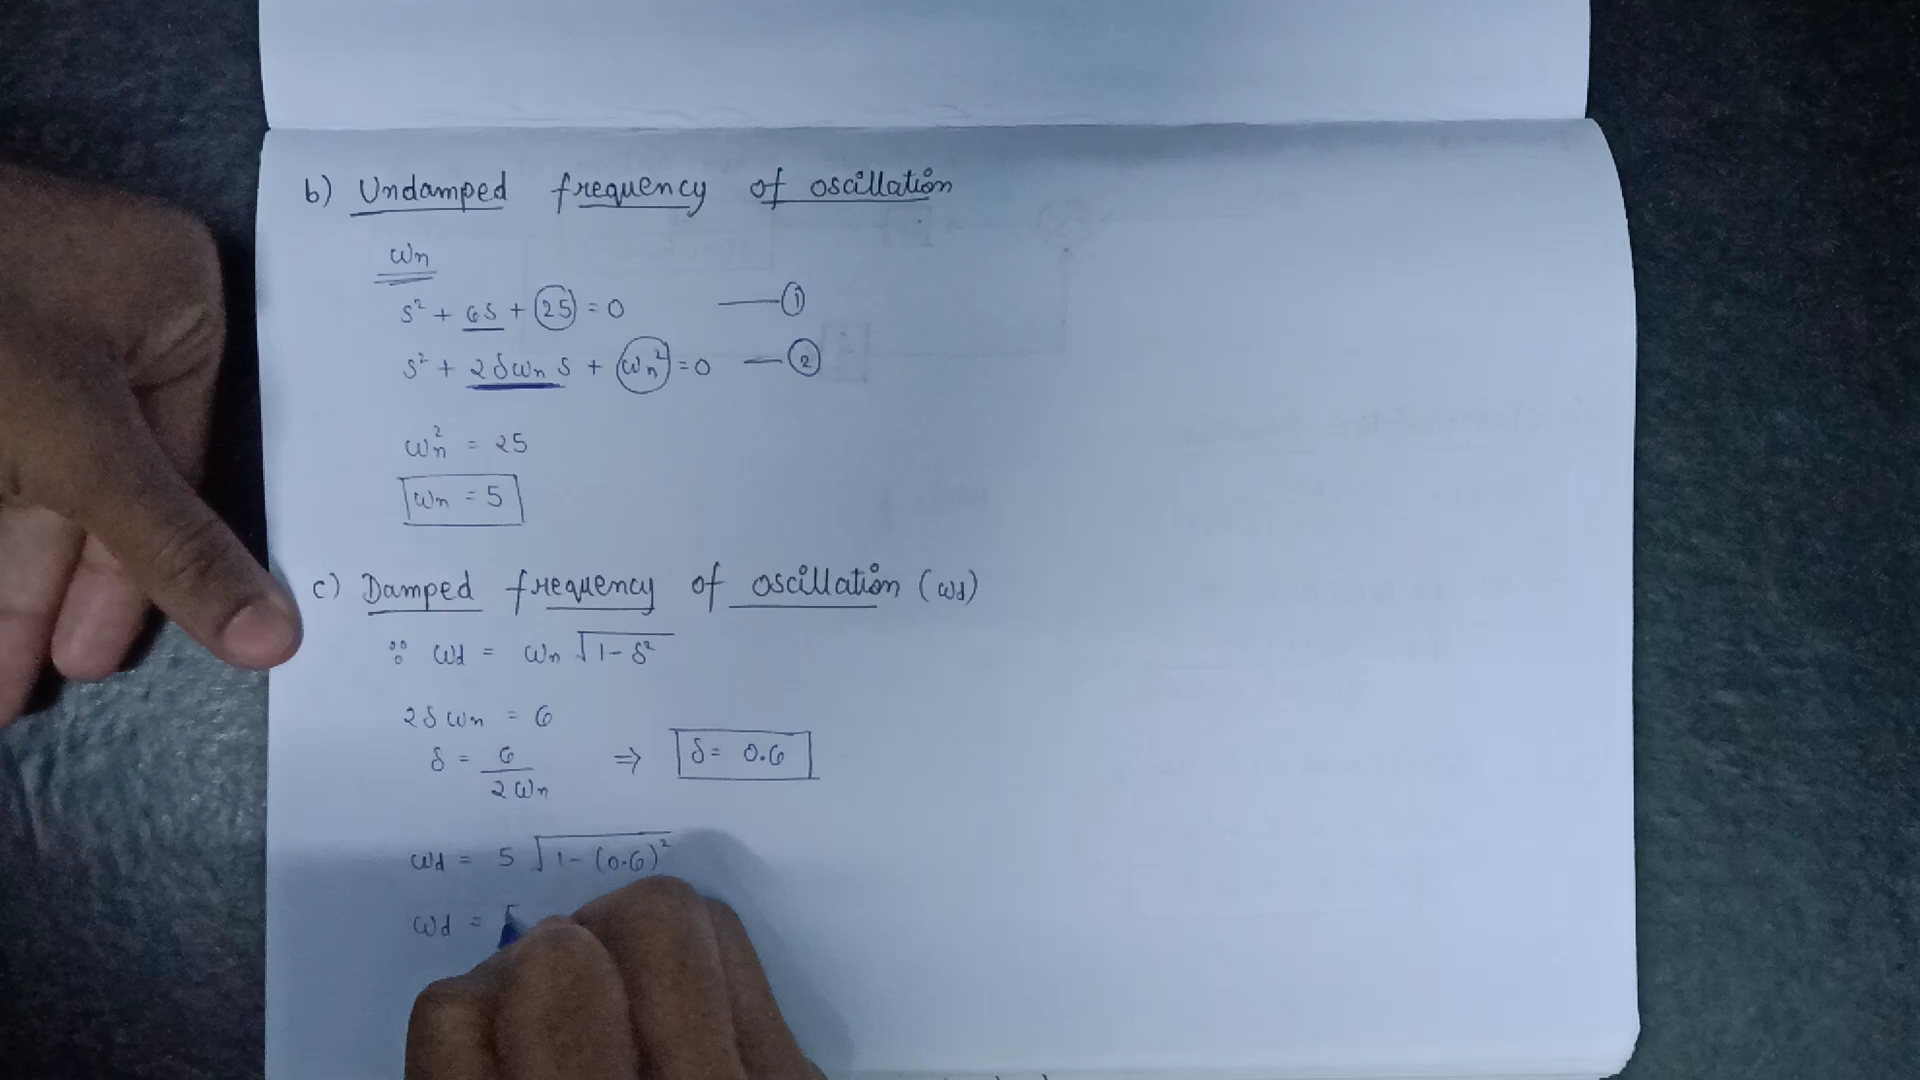 b) Undamped frequency of oscillation
ωn
s² + 6s + 25 = 0 — 1
s² + 2δωn s + ωn² = 0 — 2
ωn² = 25
ωn = 5
c) Damped frequency of oscillation (ωd)
∵ ωd = ωn √1-δ²
2δωn = 6
δ = 6/2ωn ⇒ δ = 0.6
ωd = 5 √1-(0.6)²
ωd =